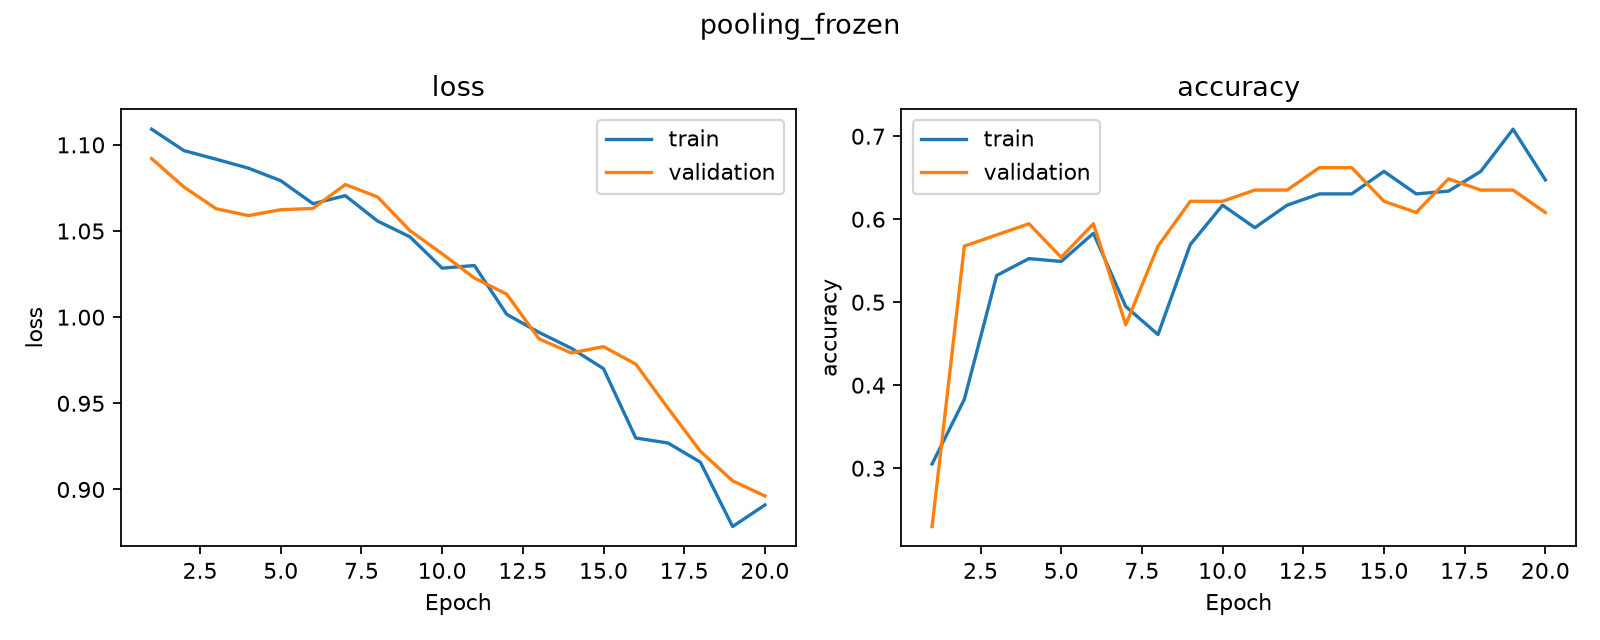 pooling_frozen
loss
train
validation
1.10
1.05
1.00
0.95
0.90
loss
2.5 5.0 7.5 10.0 12.5 15.0 17.5 20.0
Epoch
accuracy
train
validation
0.7
0.6
0.5
0.4
0.3
accuracy
2.5 5.0 7.5 10.0 12.5 15.0 17.5 20.0
Epoch